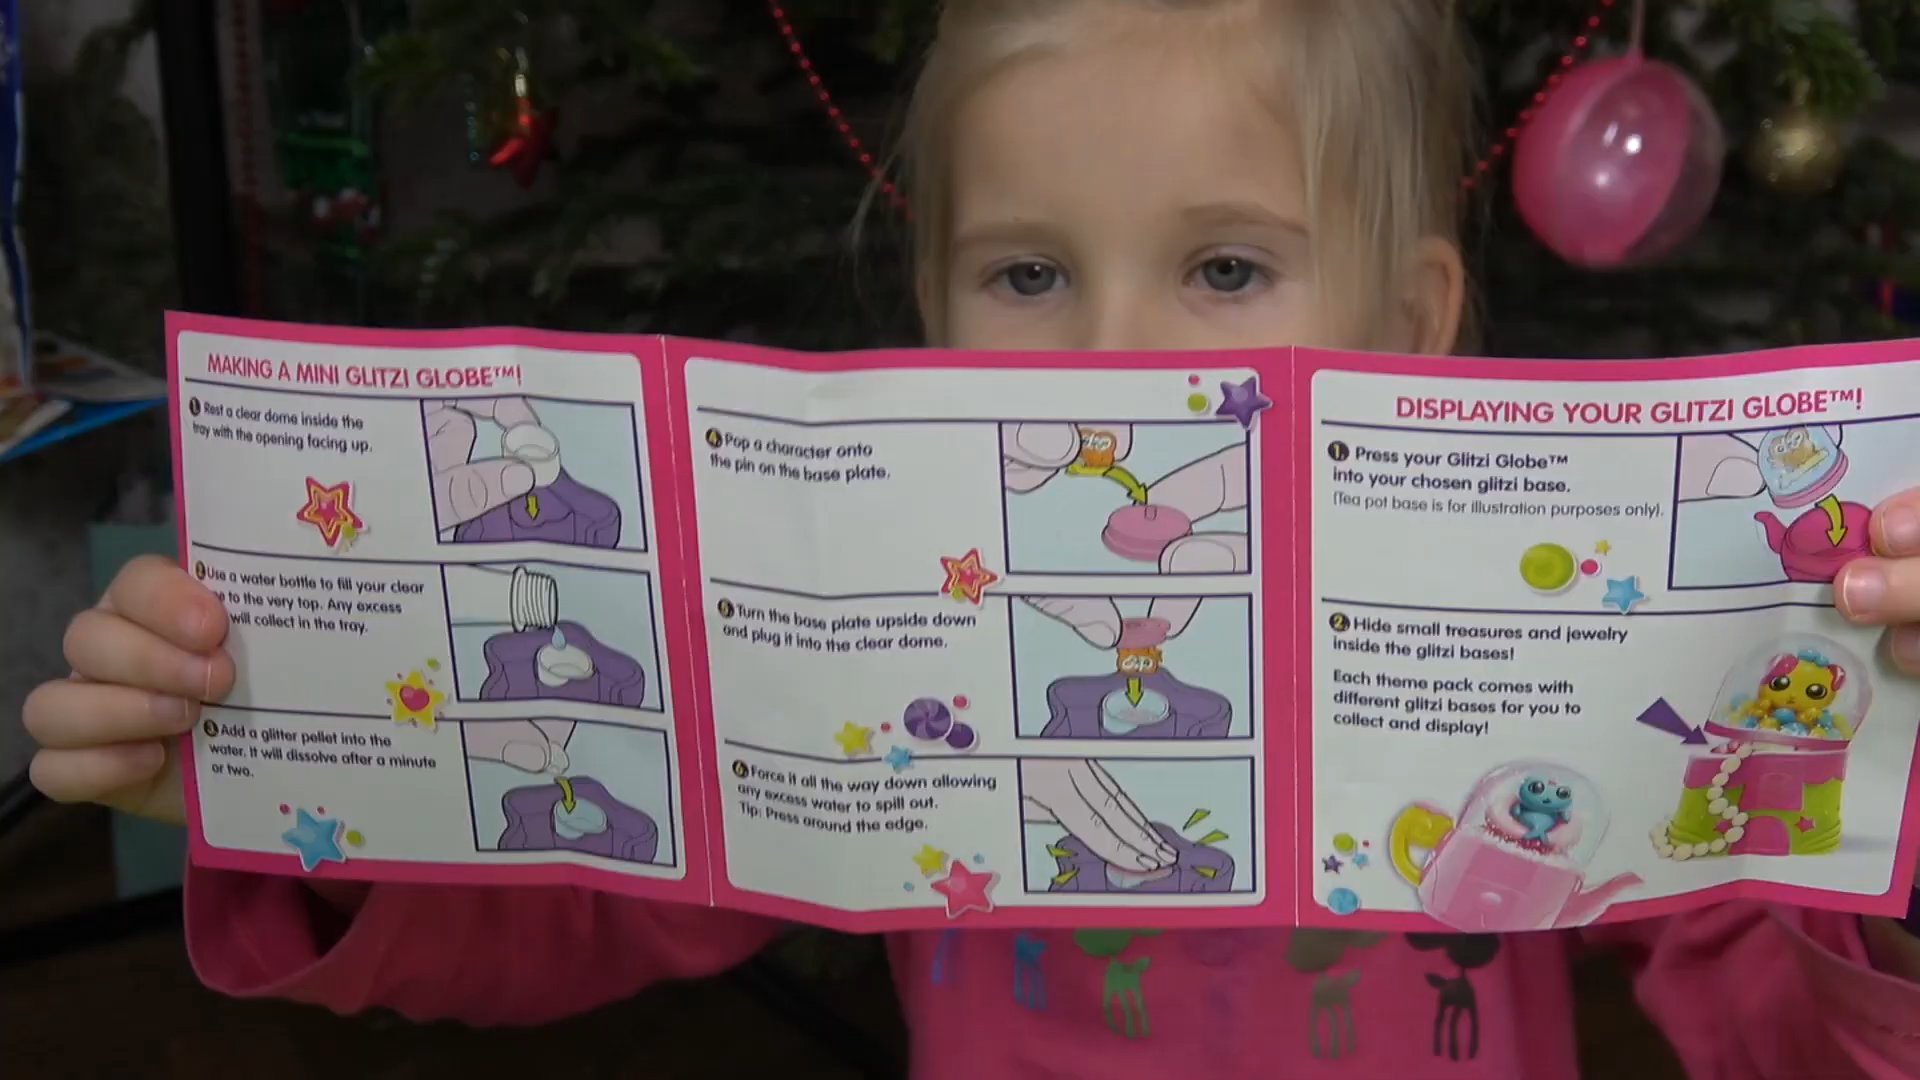 MAKING A MINI GLITZI GLOBE™!
1 Rest a clear dome inside the
tray with the opening facing up.
2 Use a water bottle to fill your clear
to the very top. Any excess
will collect in the tray.
3 Add a glitter pellet into the
water. It will dissolve after a minute
or two.
4 Pop a character onto
the pin on the base plate.
5 Turn the base plate upside down
and plug it into the clear dome.
6 Force it all the way down allowing
any excess water to spill out.
Tip: Press around the edge.
DISPLAYING YOUR GLITZI GLOBE™!
1. Press your Glitzi Globe™
into your chosen glitzi base.
(Tea pot base is for illustration purposes only).
2. Hide small treasures and jewelry
inside the glitzi bases!
Each theme pack comes with
different glitzi bases for you to
collect and display!